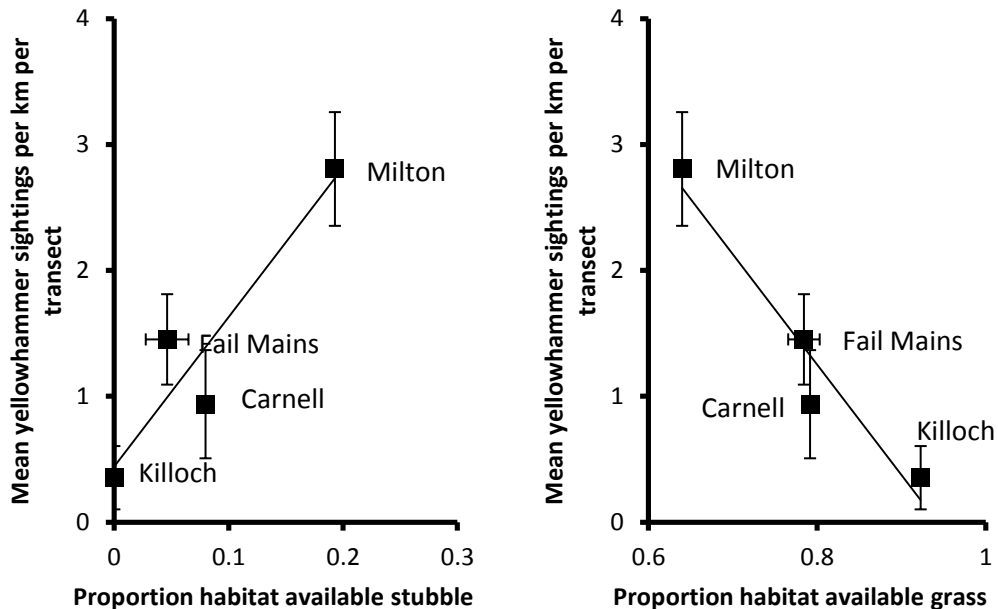 Mean yellowhammer sightings per km per
transect
4
3
2
1
0
Milton
Fail Mains
Carnell
Killoch
0 0.1 0.2 0.3
Proportion habitat available stubble
Mean yellowhammer sightings per km per
transect
4
3
2
1
0
Milton
Fail Mains
Carnell
Killoch
0.6 0.8 1
Proportion habitat available grass